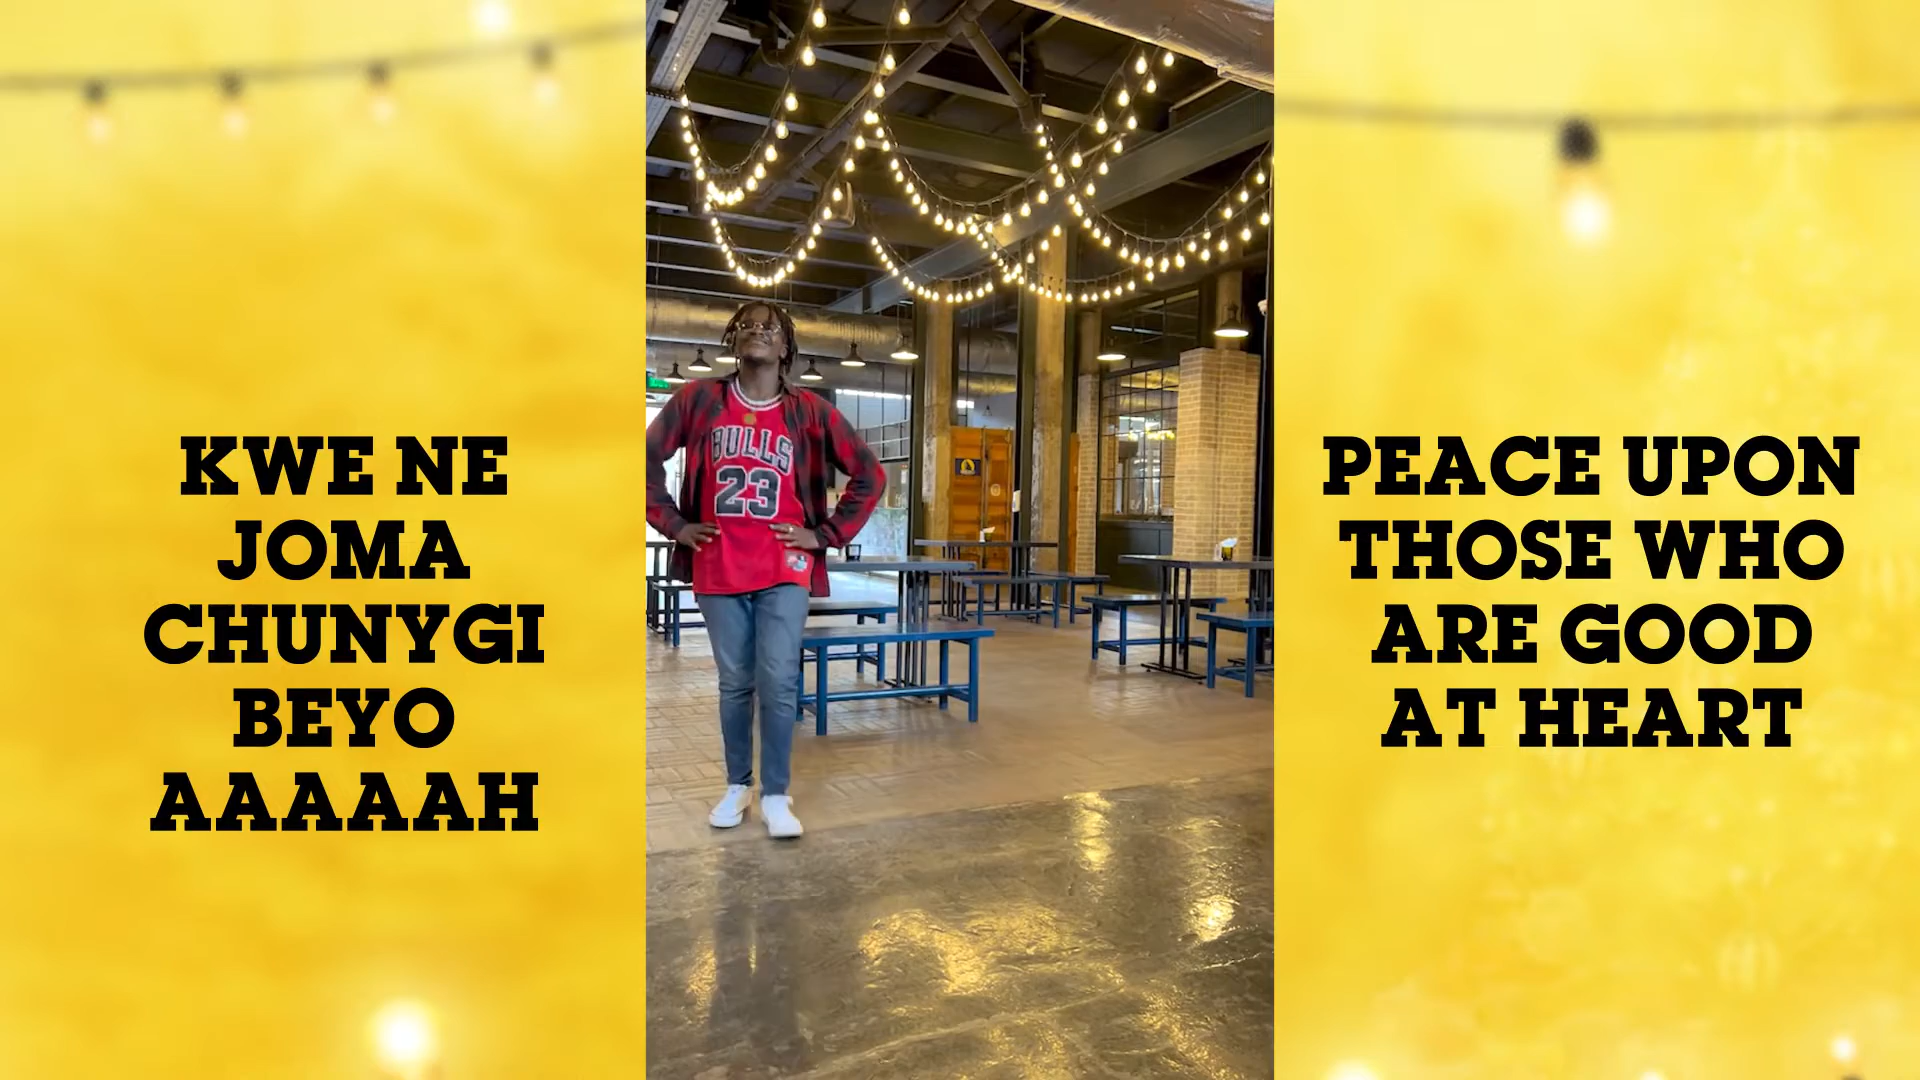 KWE NE
JOMA
CHUNYGI
BEYO
AAAAAH
BULLS
23
PEACE UPON
THOSE WHO
ARE GOOD
AT HEART